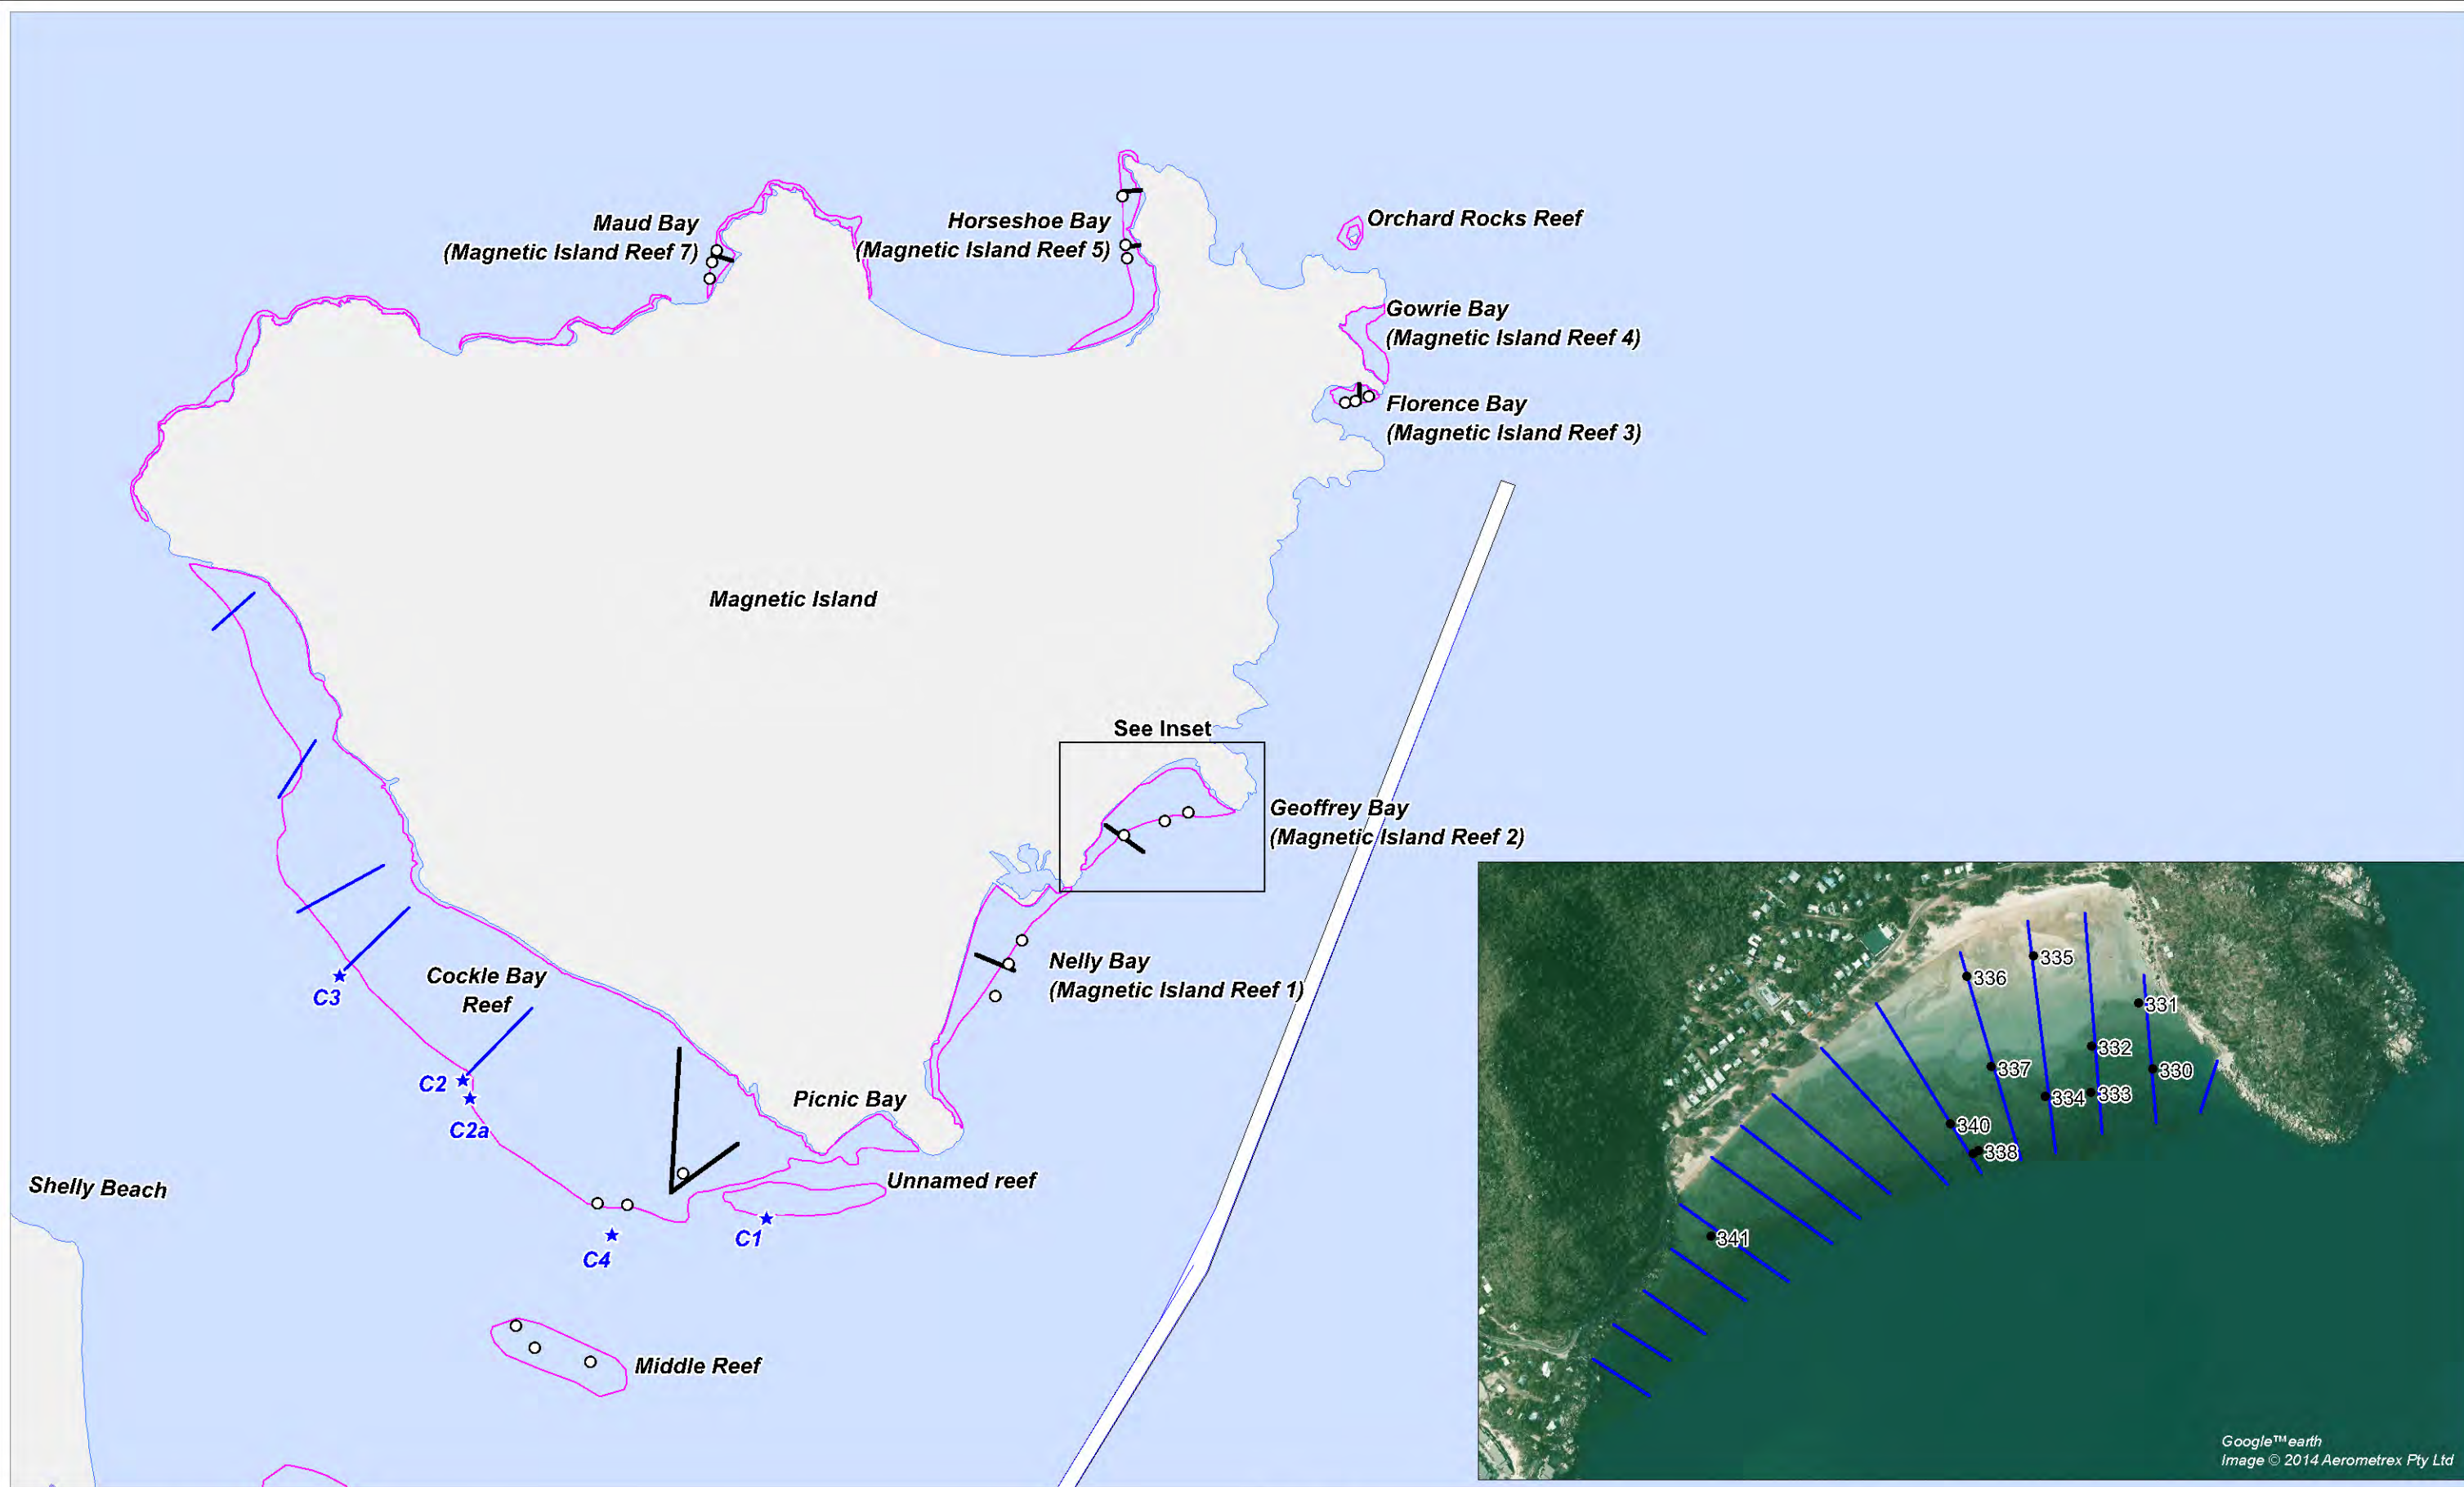 Maud Bay
(Magnetic Island Reef 7)
Horseshoe Bay
(Magnetic Island Reef 5)
Orchard Rocks Reef
Gowrie Bay
(Magnetic Island Reef 4)
Florence Bay
(Magnetic Island Reef 3)
Magnetic Island
See Inset
Geoffrey Bay
(Magnetic Island Reef 2)
Nelly Bay
(Magnetic Island Reef 1)
Cockle Bay
Reef
C3
C2
C2a
Picnic Bay
Unnamed reef
Shelly Beach
C1
C4
Middle Reef
335
336
331
332
337
330
333
334
340
338
341
Google™earth
Image © 2014 Aerometrex Pty Ltd